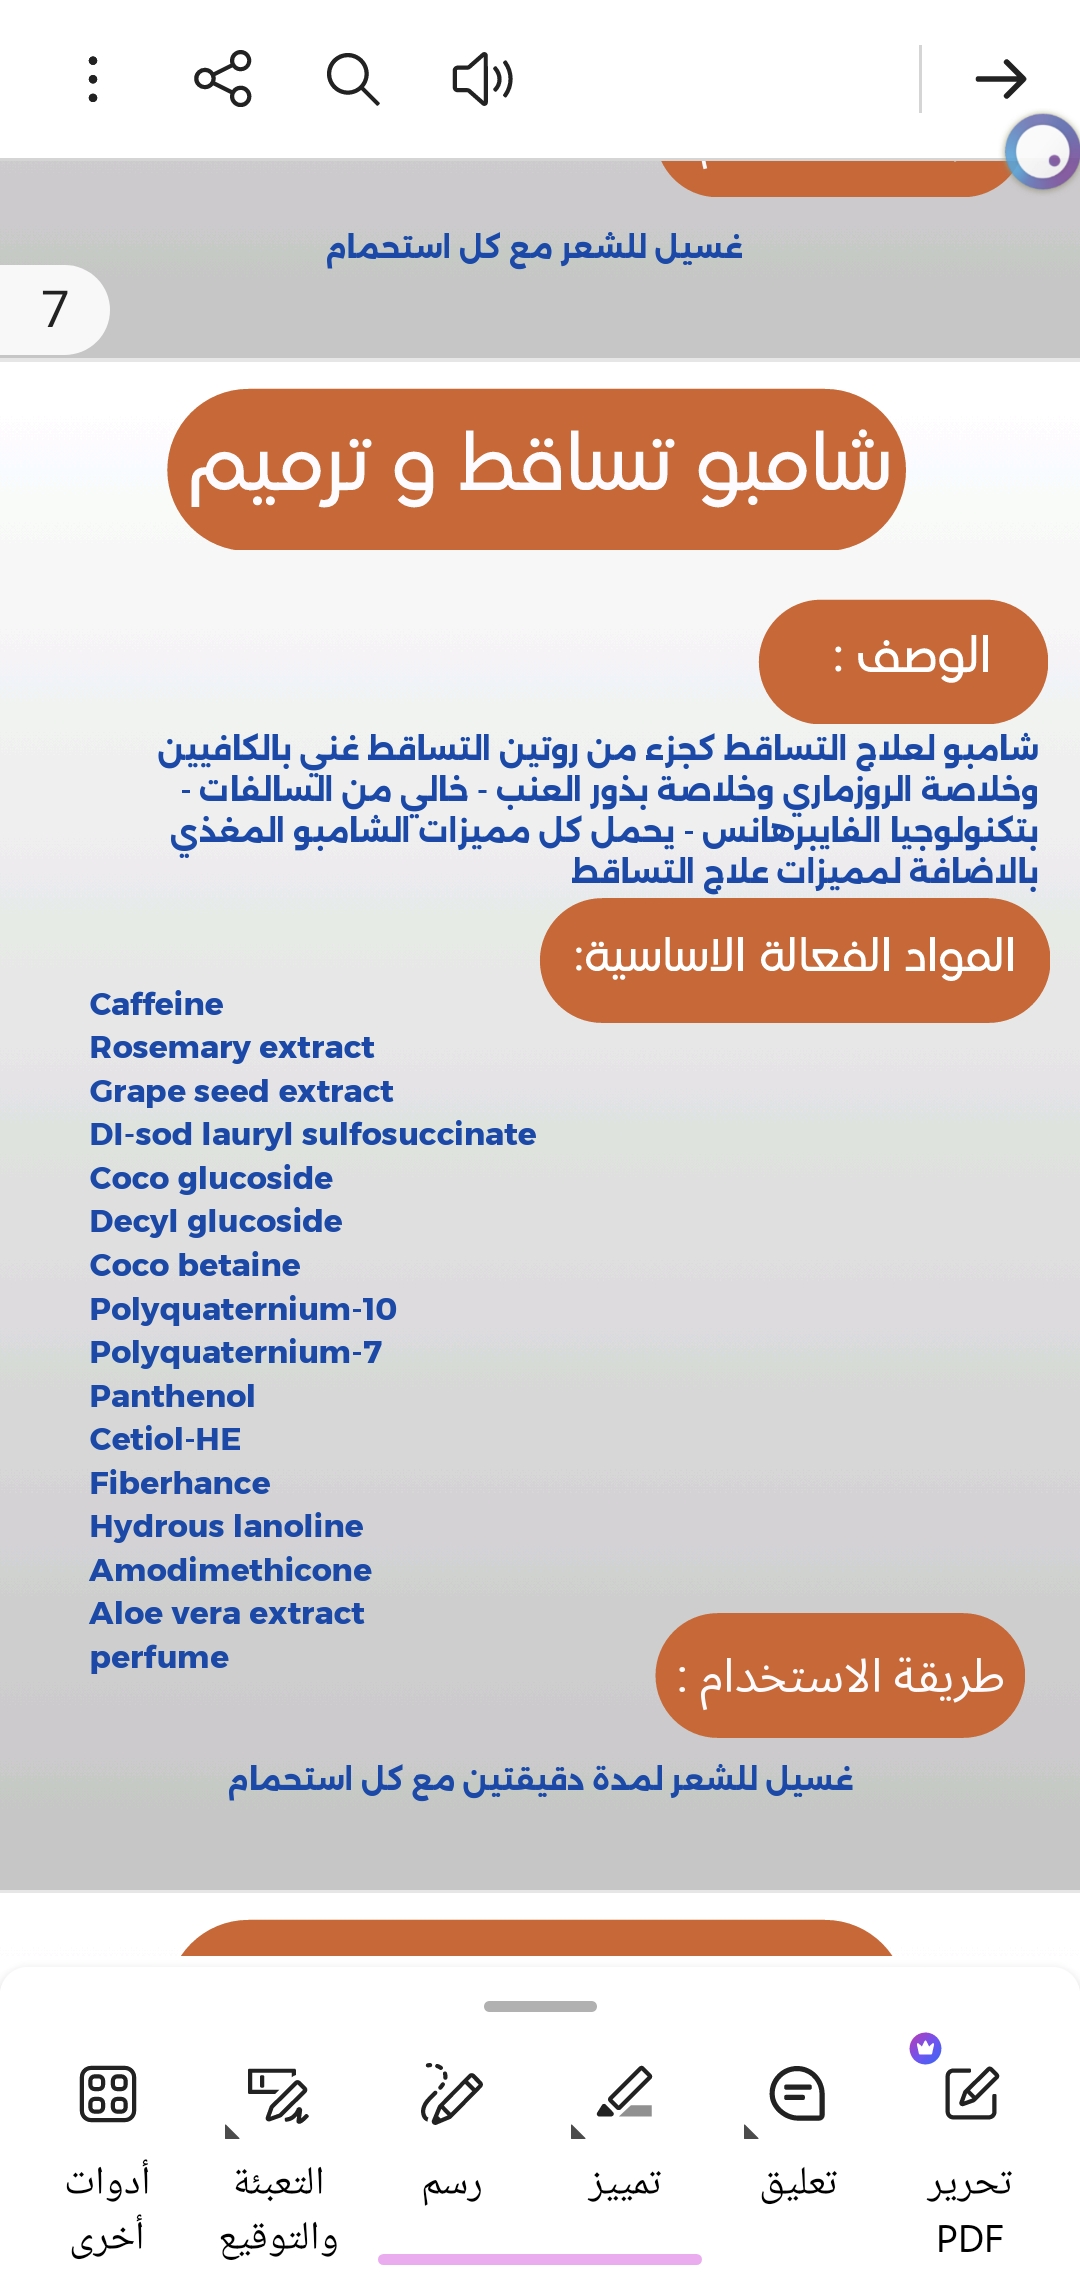 غسيل للشعر مع كل استحمام
7
شامبو تساقط و ترميم
الوصف :
شامبو لعلاج التساقط كجزء من روتين التساقط غني بالكافيين
وخلاصة الروزماري وخلاصة بذور العنب - خالي من السالفات -
بتكنولوجيا الفايبرهانس - يحمل كل مميزات الشامبو المغذي
بالاضافة لمميزات علاج التساقط
المواد الفعالة الاساسية:
Caffeine
Rosemary extract
Grape seed extract
DI-sod lauryl sulfosuccinate
Coco glucoside
Decyl glucoside
Coco betaine
Polyquaternium-10
Polyquaternium-7
Panthenol
Cetiol-HE
Fiberhance
Hydrous lanoline
Amodimethicone
Aloe vera extract
perfume
طريقة الاستخدام :
غسيل للشعر لمدة دقيقتين مع كل استحمام
تحرير
PDF
تعليق
تمييز
رسم
التعبئة
والتوقيع
أدوات
أخرى